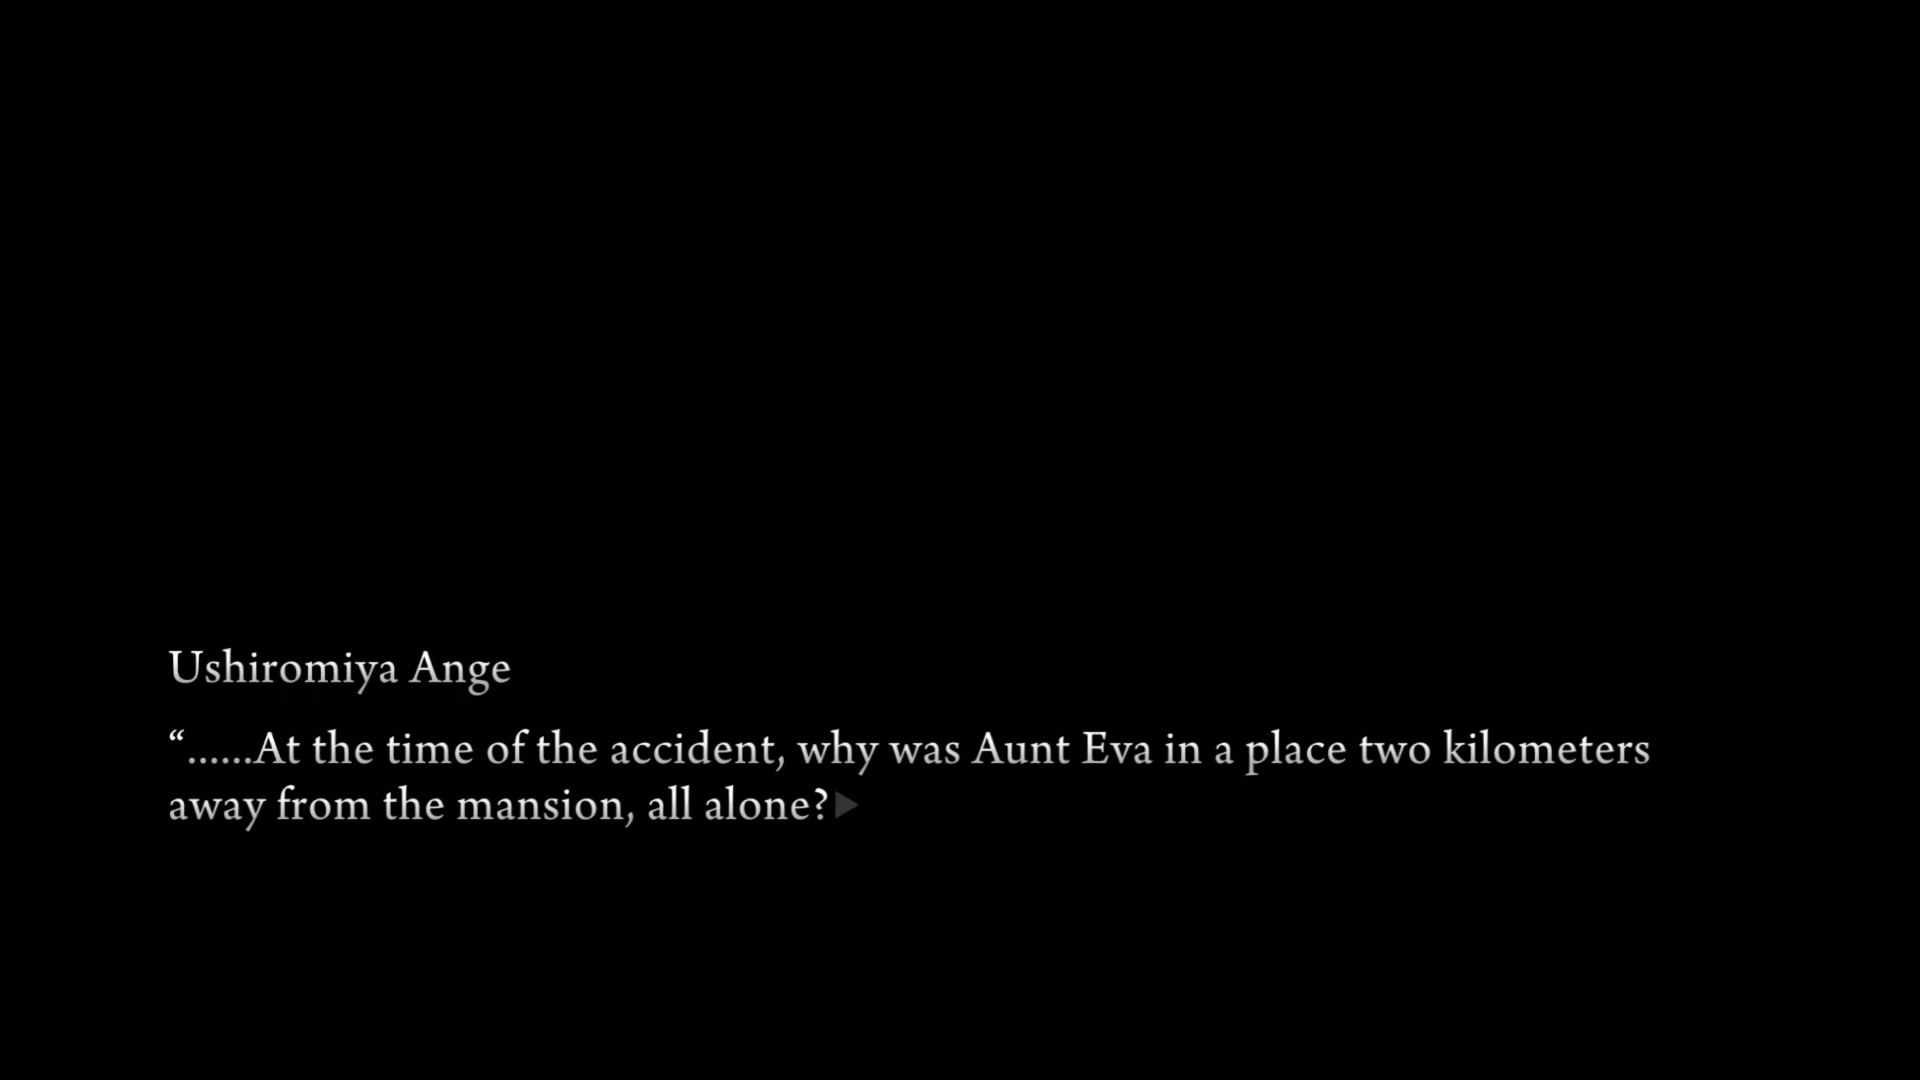 Ushiromiya Ange
“......At the time of the accident, why was Aunt Eva in a place two kilometers
away from the mansion, all alone?